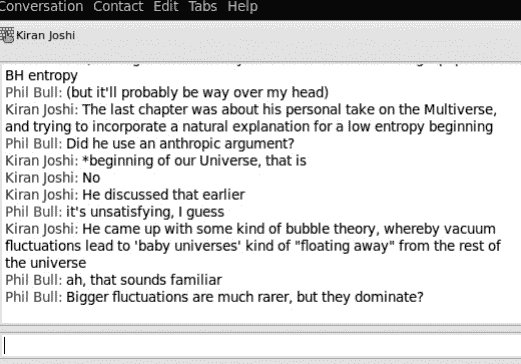 Conversation Contact Edit Tabs Help
Kiran Joshi
BH entropy
Phil Bull: (but it'll probably be way over my head)
Kiran Joshi: The last chapter was about his personal take on the Multiverse,
and trying to incorporate a natural explanation for a low entropy beginning
Phil Bull: Did he use an anthropic argument?
Kiran Joshi: *beginning of our Universe, that is
Kiran Joshi: No
Kiran Joshi: He discussed that earlier
Phil Bull: it's unsatisfying, I guess
Kiran Joshi: He came up with some kind of bubble theory, whereby vacuum
fluctuations lead to 'baby universes' kind of "floating away" from the rest of
the universe
Phil Bull: ah, that sounds familiar
Phil Bull: Bigger fluctuations are much rarer, but they dominate?